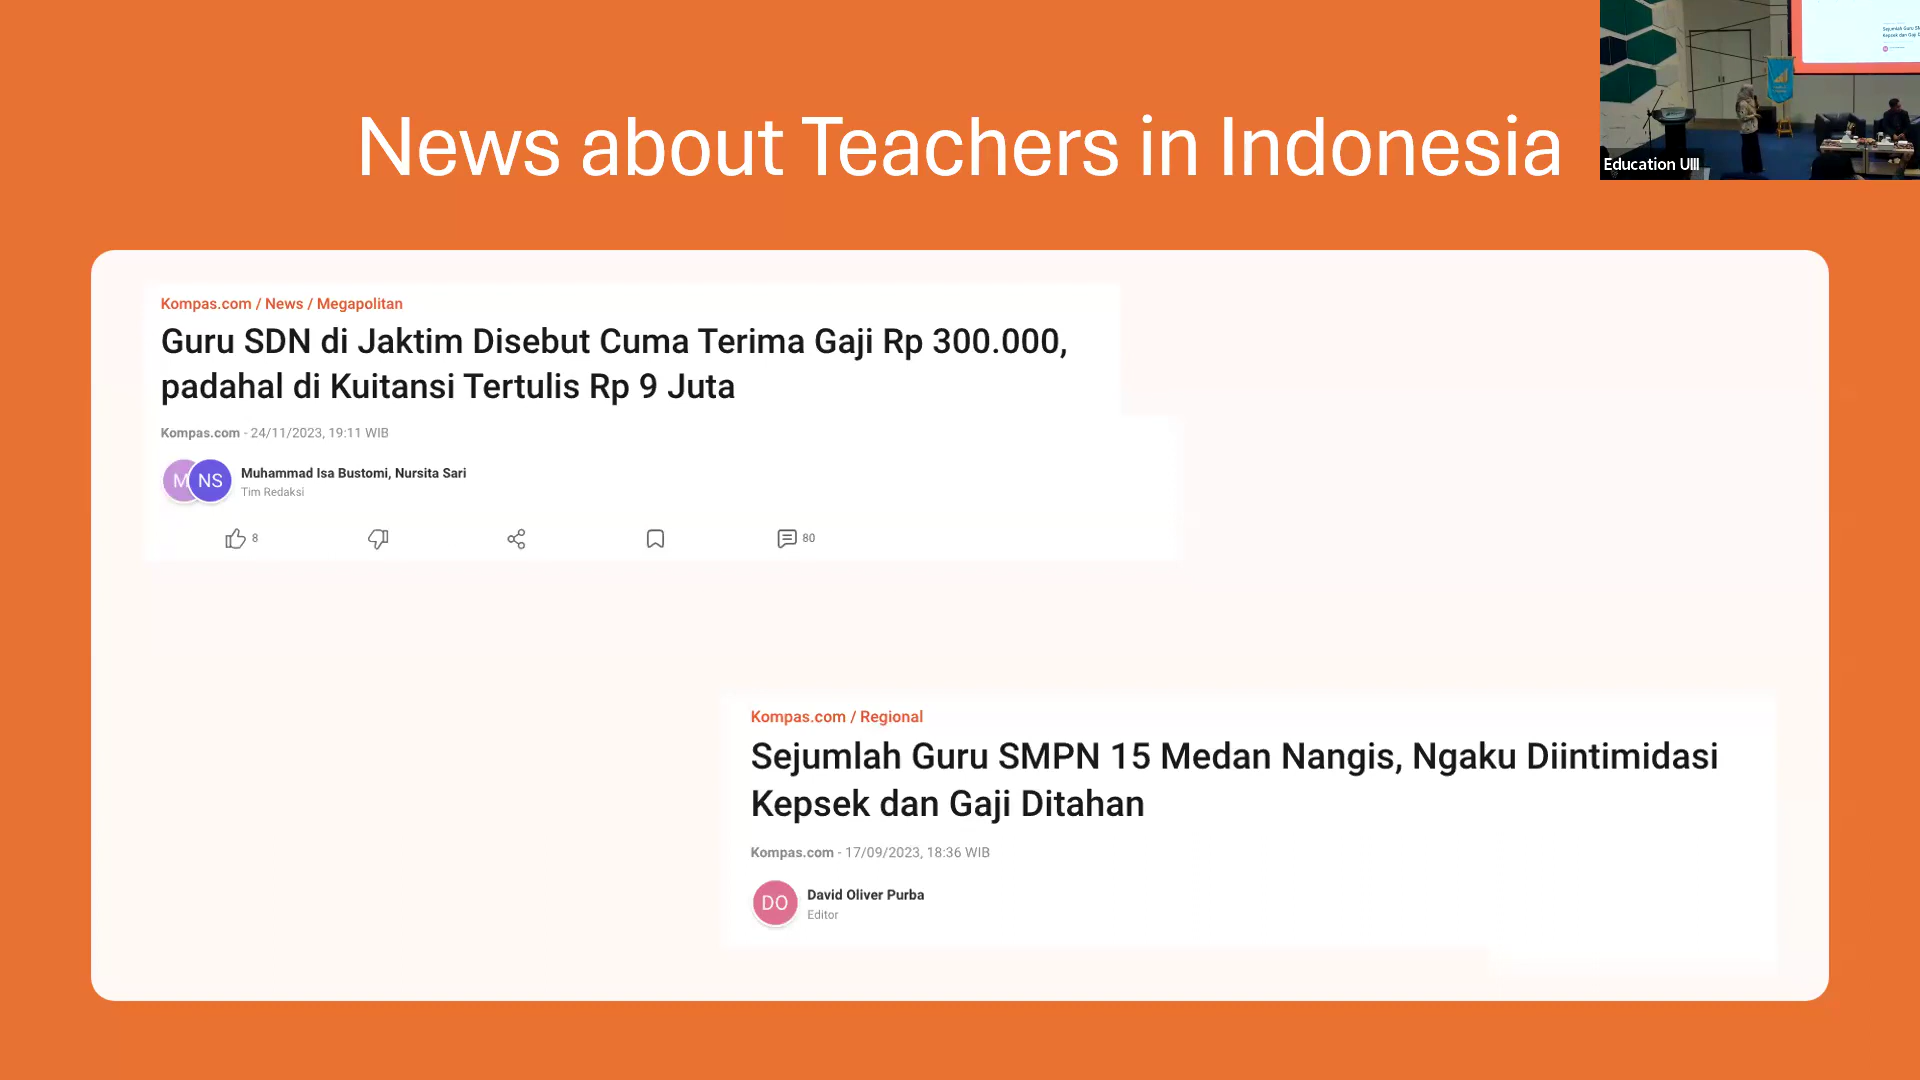 News about Teachers in Indonesia
Education UIII
Kompas.com / News / Megapolitan
Guru SDN di Jaktim Disebut Cuma Terima Gaji Rp 300.000,
padahal di Kuitansi Tertulis Rp 9 Juta
Kompas.com - 24/11/2023, 19:11 WIB
M NS
Muhammad Isa Bustomi, Nursita Sari
Tim Redaksi
8
80
Kompas.com / Regional
Sejumlah Guru SMPN 15 Medan Nangis, Ngaku Diintimidasi
Kepsek dan Gaji Ditahan
Kompas.com - 17/09/2023, 18:36 WIB
DO
David Oliver Purba
Editor